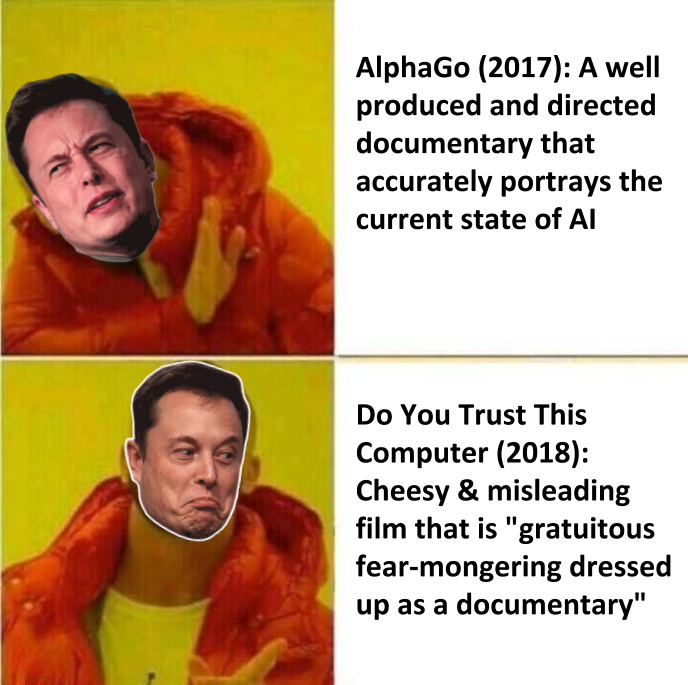 AlphaGo (2017): A well
produced and directed
documentary that
accurately portrays the
current state of AI
Do You Trust This
Computer (2018):
Cheesy & misleading
film that is "gratuitous
fear-mongering dressed
up as a documentary"